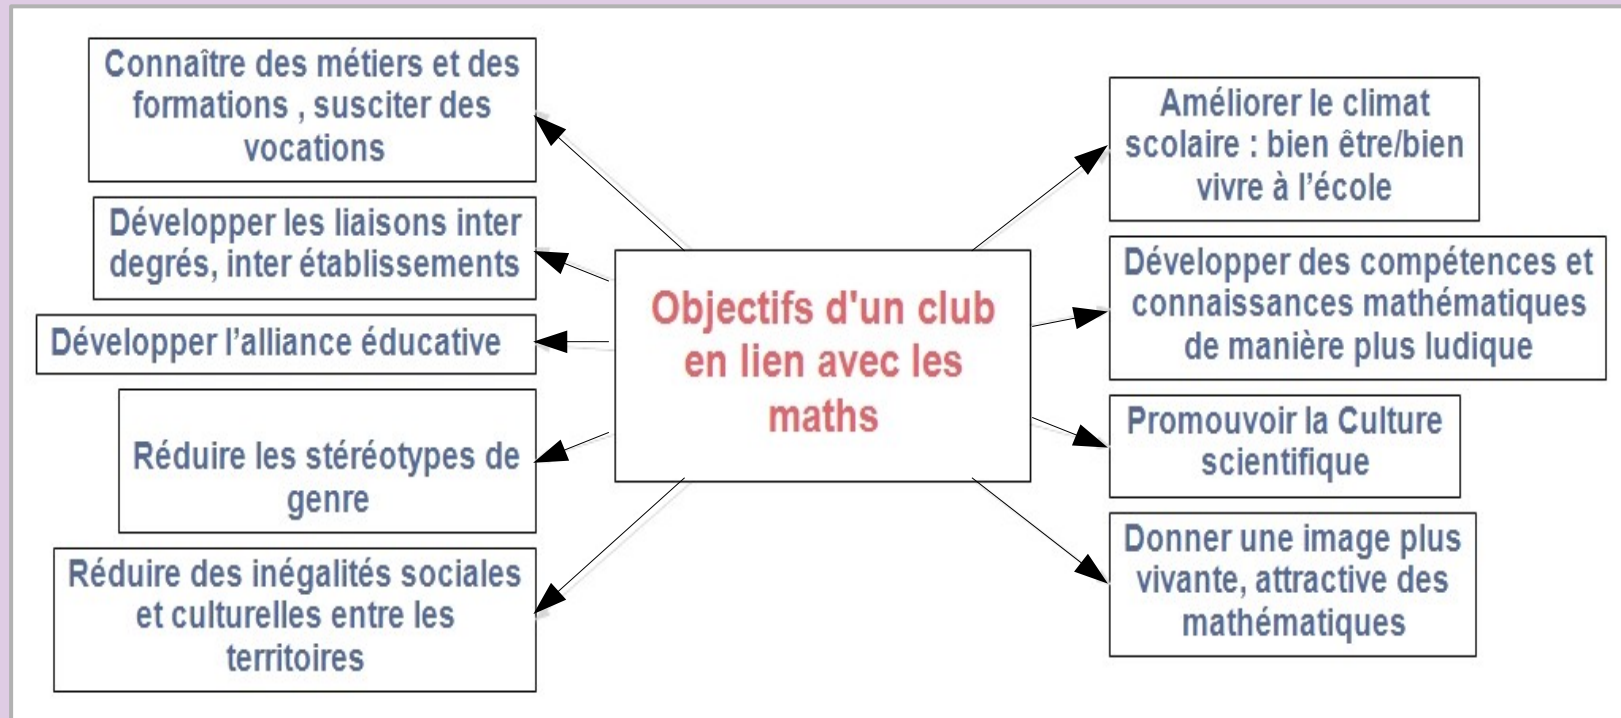 Connaître des métiers et des
formations , susciter des
vocations
Développer les liaisons inter
degrés, inter établissements
Développer l’alliance éducative
Réduire les stéréotypes de
genre
Réduire des inégalités sociales
et culturelles entre les
territoires
Objectifs d'un club
en lien avec les
maths
Améliorer le climat
scolaire : bien être/bien
vivre à l’école
Développer des compétences et
connaissances mathématiques
de manière plus ludique
Promouvoir la Culture
scientifique
Donner une image plus
vivante, attractive des
mathématiques